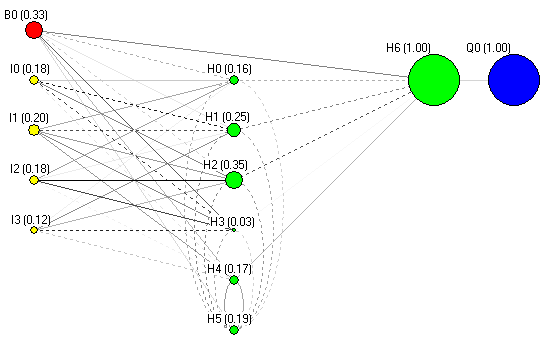 B0 (0.33)
I0 (0.18)
I1 (0.20)
I2 (0.18)
I3 (0.12)
H0 (0.16)
H1 (0.25)
H2 (0.35)
H3 (0.03)
H4 (0.17)
H5 (0.19)
H6 (1.00)
Q0 (1.00)